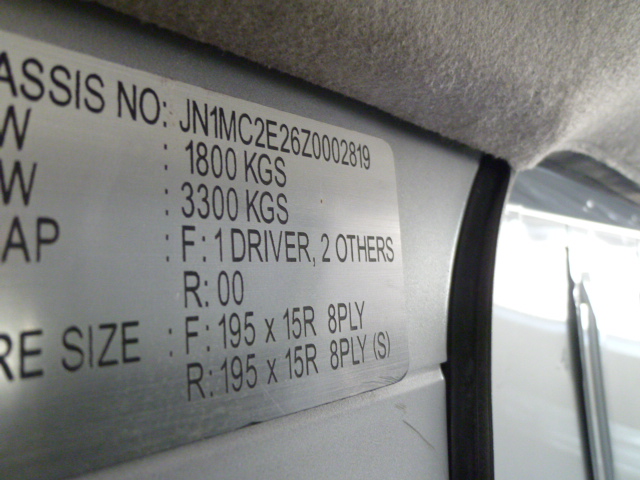 ASSIS NO: JN1MC2E26Z0002819
W : 1800 KGS
W : 3300 KGS
AP : F: 1 DRIVER, 2 OTHERS
R: 00
RE SIZE : F: 195 x 15R 8PLY
R: 195 x 15R 8PLY (S)